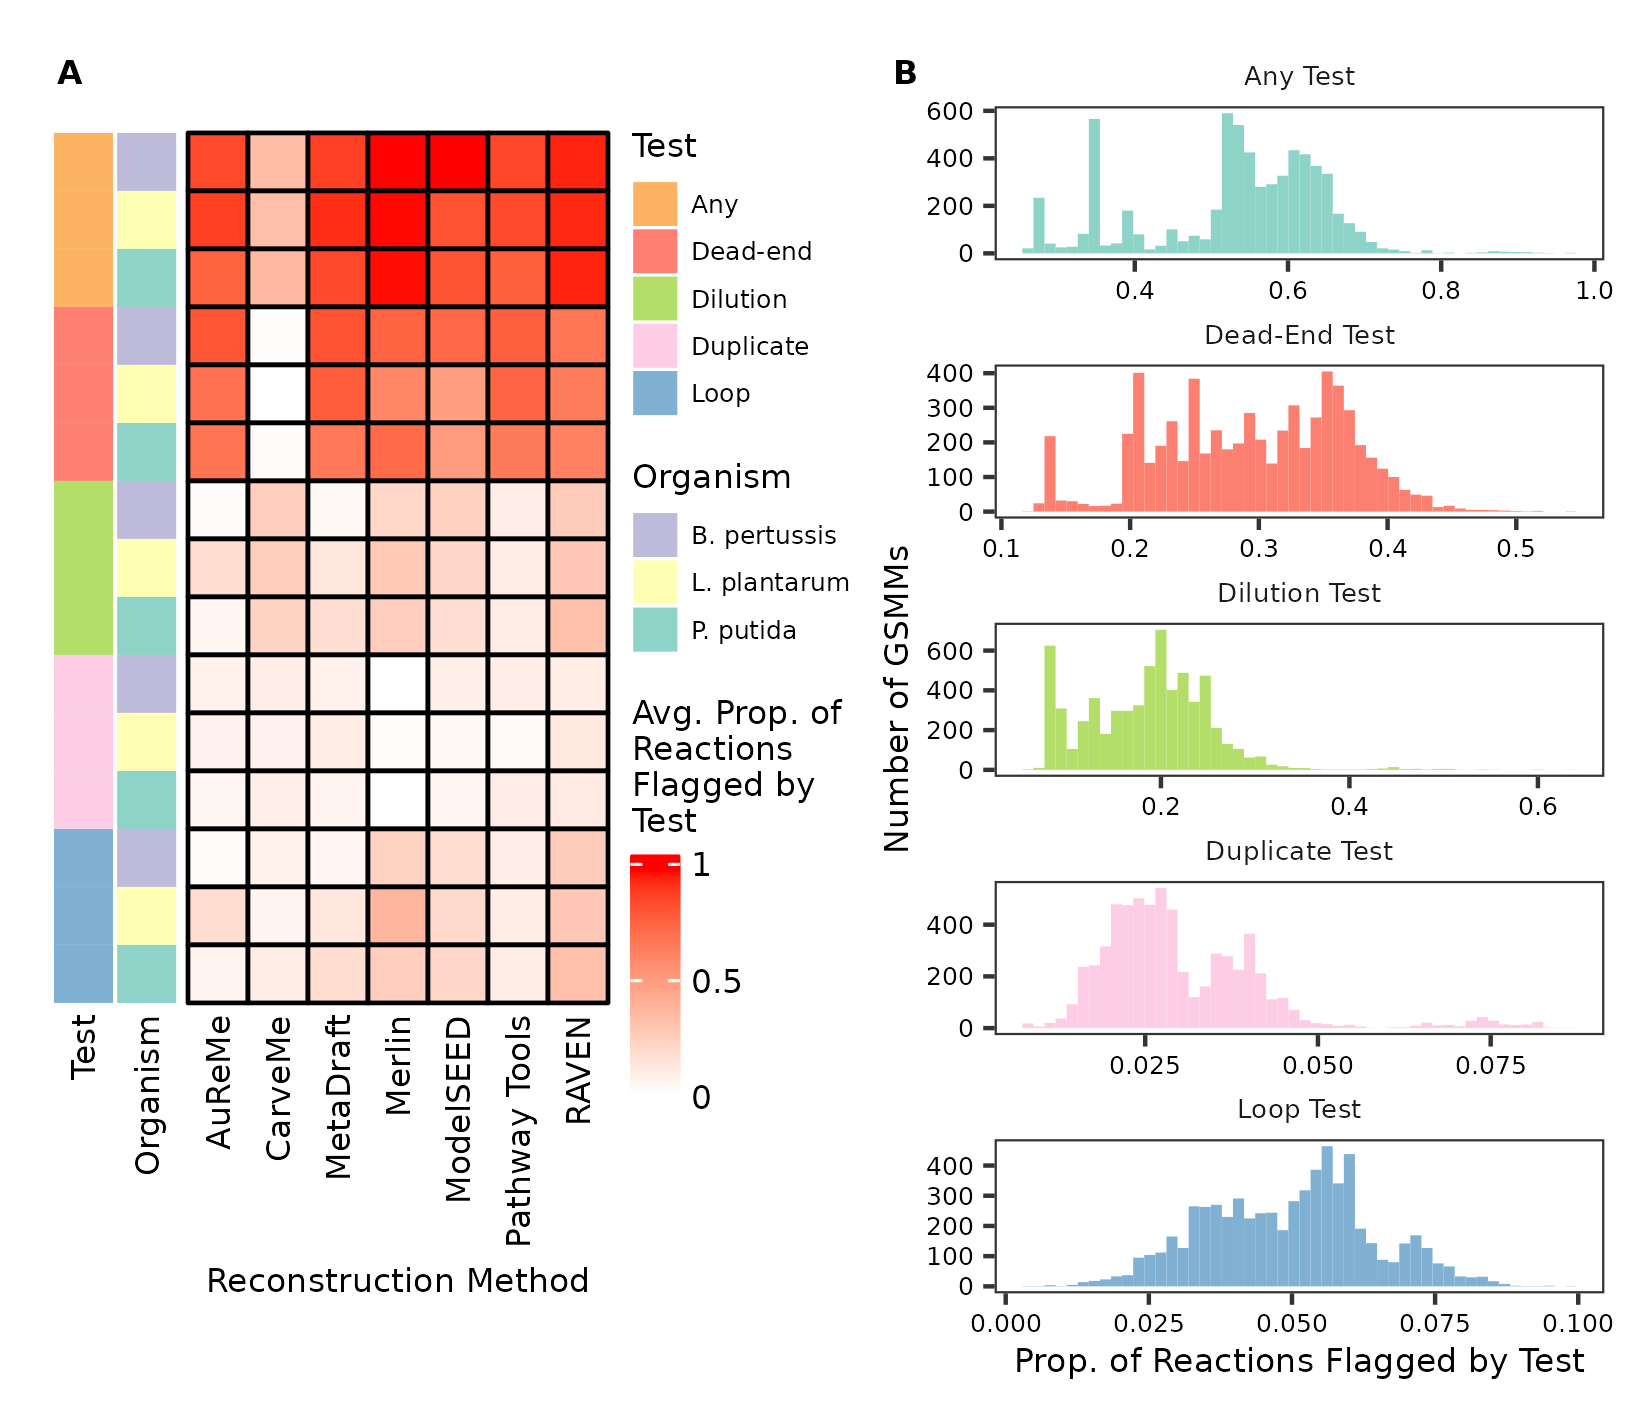 A
Test
Any
Dead-end
Dilution
Duplicate
Loop
Organism
B. pertussis
L. plantarum
P. putida
Avg. Prop. of
Reactions
Flagged by
Test
1
0.5
0
Test
Organism
AuReMe
CarveMe
MetaDraft
Merlin
ModelSEED
Pathway Tools
RAVEN
Reconstruction Method
B
Number of GSMMs
Any Test
600
400
200
0
0.4 0.6 0.8 1.0
Dead-End Test
400
300
200
100
0
0.1 0.2 0.3 0.4 0.5
Dilution Test
600
400
200
0
0.2 0.4 0.6
Duplicate Test
400
200
0
0.025 0.050 0.075
Loop Test
400
300
200
100
0
0.000 0.025 0.050 0.075 0.100
Prop. of Reactions Flagged by Test